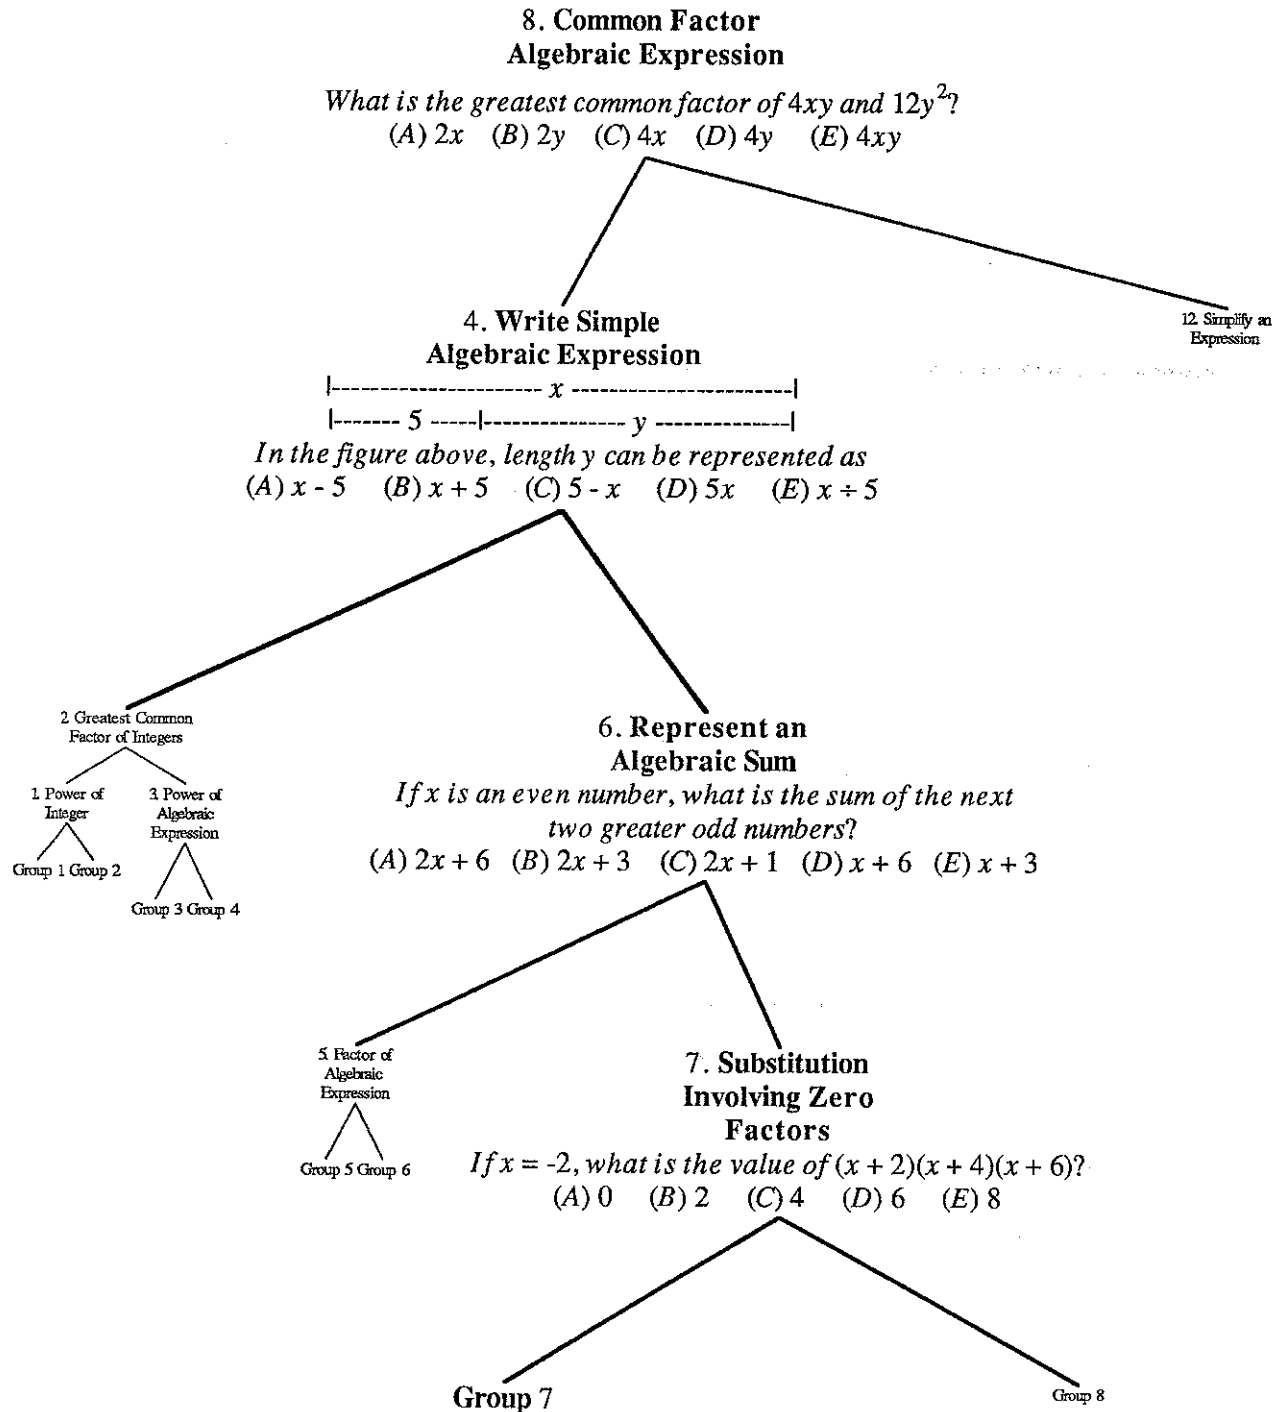 8. Common Factor
Algebraic Expression
What is the greatest common factor of 4xy and 12y²?
(A) 2x (B) 2y (C) 4x (D) 4y (E) 4xy
4. Write Simple
Algebraic Expression
12. Simplify an
Expression
|---------------------- x ----------------------|
|------- 5 -----|--------------- y --------------|
In the figure above, length y can be represented as
(A) x - 5 (B) x + 5 (C) 5 - x (D) 5x (E) x ÷ 5
2. Greatest Common
Factor of Integers
1. Power of
Integer
3. Power of
Algebraic
Expression
Group 1 Group 2
Group 3 Group 4
6. Represent an
Algebraic Sum
If x is an even number, what is the sum of the next
two greater odd numbers?
(A) 2x + 6 (B) 2x + 3 (C) 2x + 1 (D) x + 6 (E) x + 3
5. Factor of
Algebraic
Expression
Group 5 Group 6
7. Substitution
Involving Zero
Factors
If x = -2, what is the value of (x + 2)(x + 4)(x + 6)?
(A) 0 (B) 2 (C) 4 (D) 6 (E) 8
Group 7
Group 8